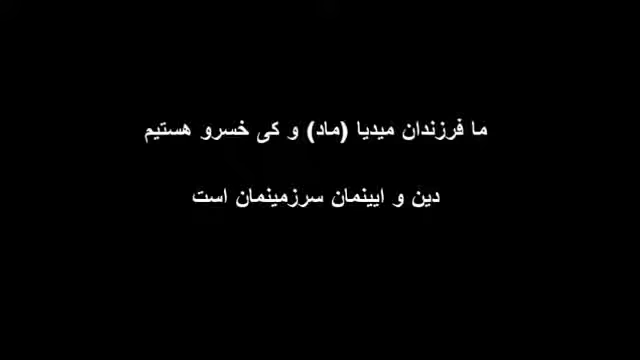 ما فرزندان میدیا (ماد) و کی خسرو هستیم
دین و ایینمان سرزمینمان است